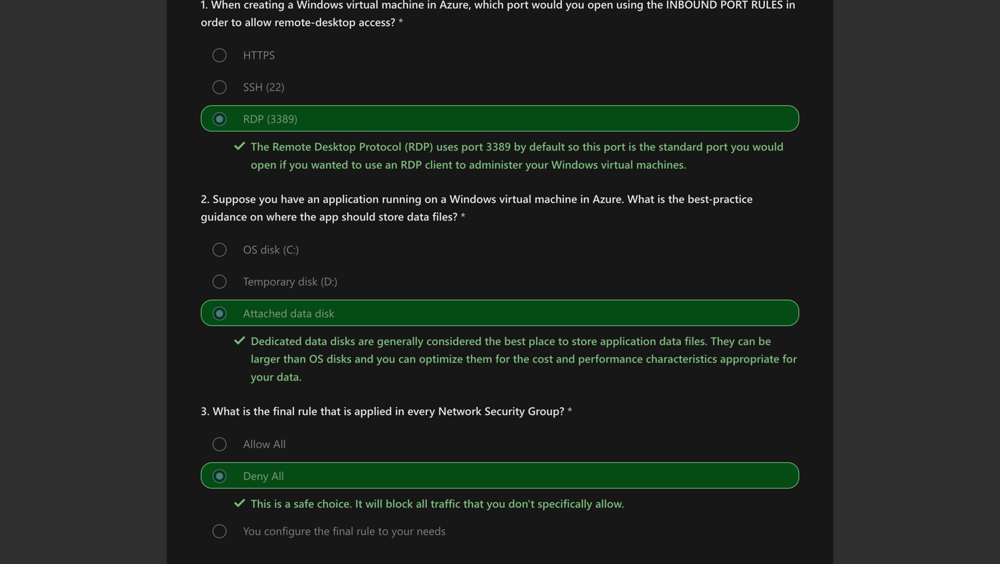 1. When creating a Windows virtual machine in Azure, which port would you open using the INBOUND PORT RULES in
order to allow remote-desktop access? *
HTTPS
SSH (22)
RDP (3389)
The Remote Desktop Protocol (RDP) uses port 3389 by default so this port is the standard port you would
open if you wanted to use an RDP client to administer your Windows virtual machines.
2. Suppose you have an application running on a Windows virtual machine in Azure. What is the best-practice
guidance on where the app should store data files? *
OS disk (C:)
Temporary disk (D:)
Attached data disk
Dedicated data disks are generally considered the best place to store application data files. They can be
larger than OS disks and you can optimize them for the cost and performance characteristics appropriate for
your data.
3. What is the final rule that is applied in every Network Security Group? *
Allow All
Deny All
This is a safe choice. It will block all traffic that you don't specifically allow.
You configure the final rule to your needs